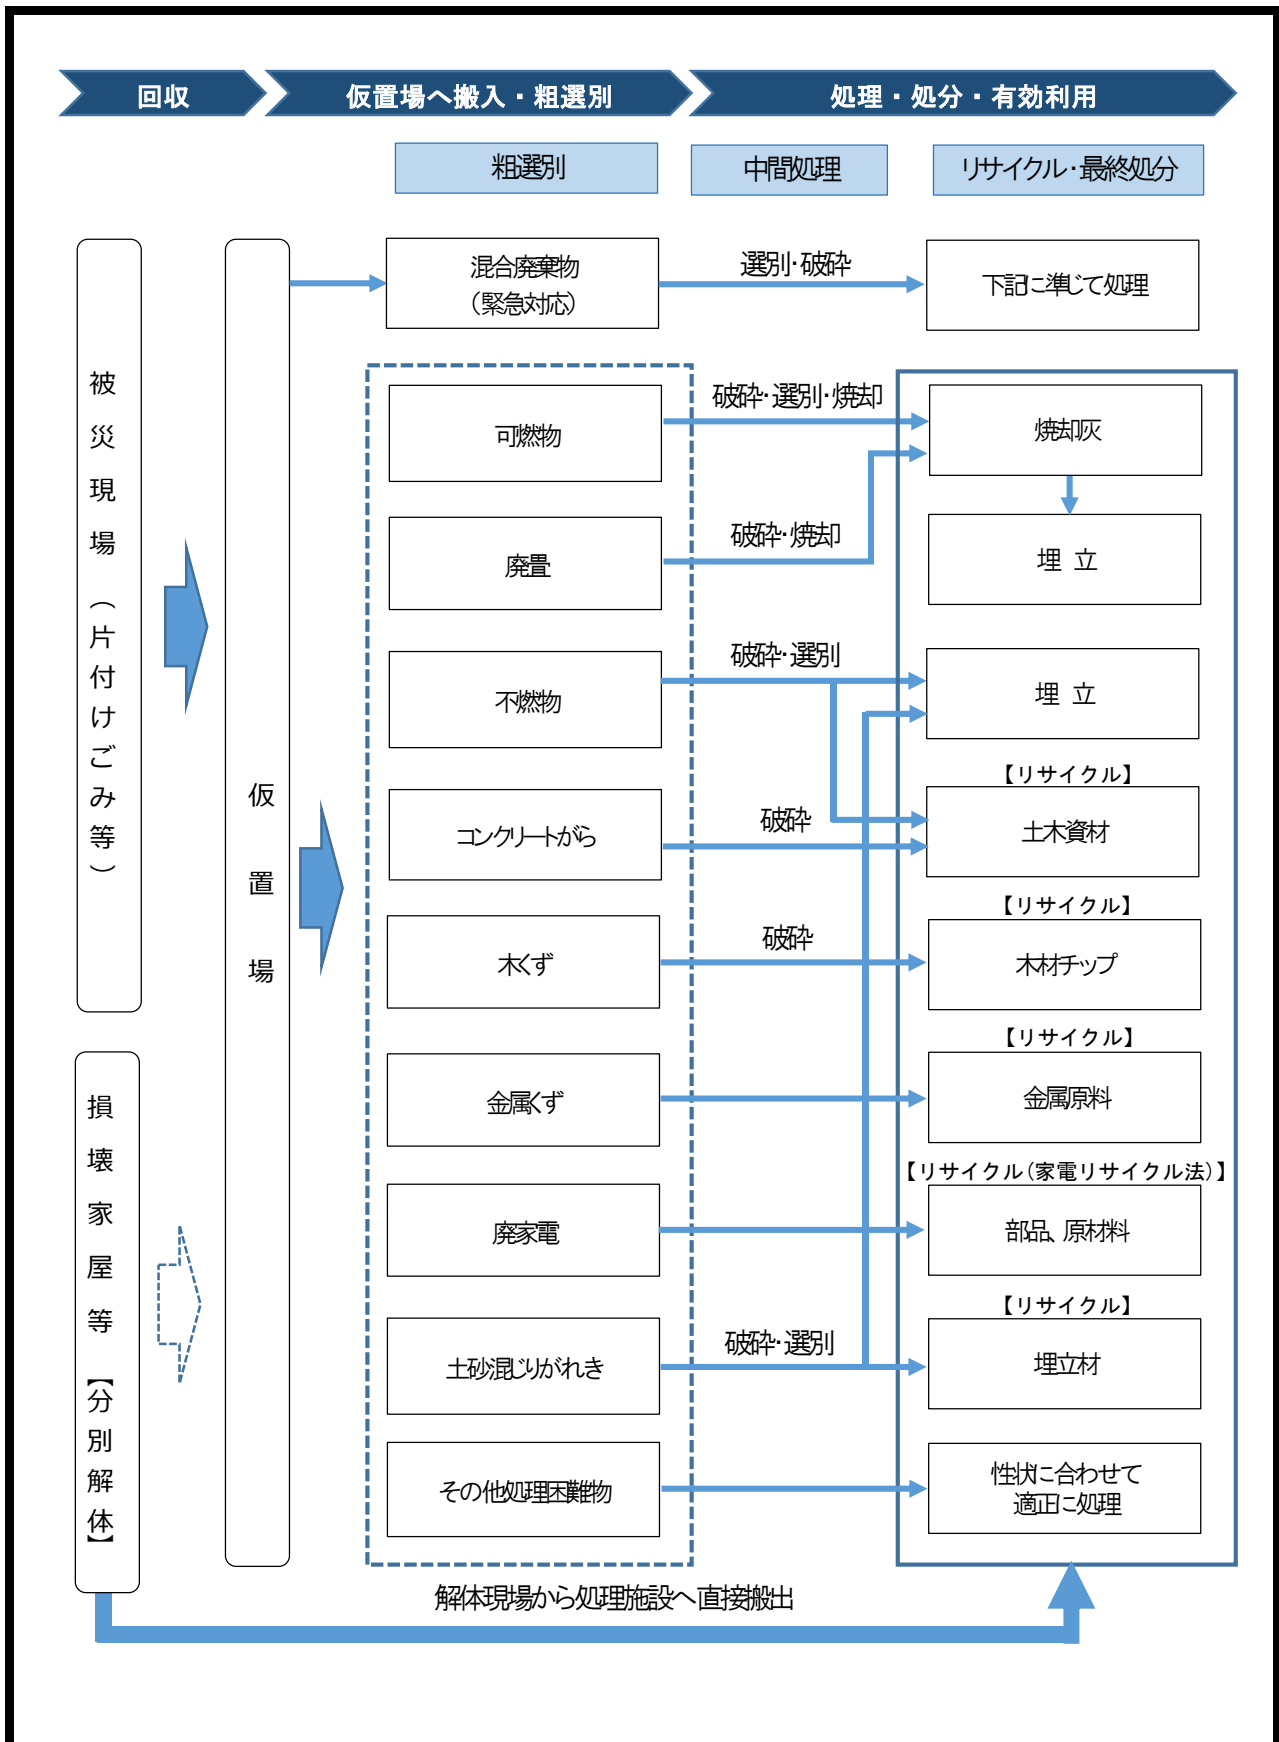 回収
仮置場へ搬入・粗選別
処理・処分・有効利用
粗選別
中間処理
リサイクル・最終処分
被災現場（片付けごみ等）
損壊家屋等【分別解体】
仮置場
混合廃棄物
（緊急対応）
選別・破砕
下記に準じて処理
可燃物
破砕・選別・焼却
焼却灰
廃畳
破砕・焼却
埋 立
不燃物
破砕・選別
埋 立
コンクリートがら
破砕
【リサイクル】
土木資材
木くず
破砕
【リサイクル】
木材チップ
金属くず
【リサイクル】
金属原料
廃家電
【リサイクル（家電リサイクル法）】
部品、原材料
土砂混じりがれき
破砕・選別
【リサイクル】
埋立材
その他処理困難物
性状に合わせて
適正に処理
解体現場から処理施設へ直接搬出